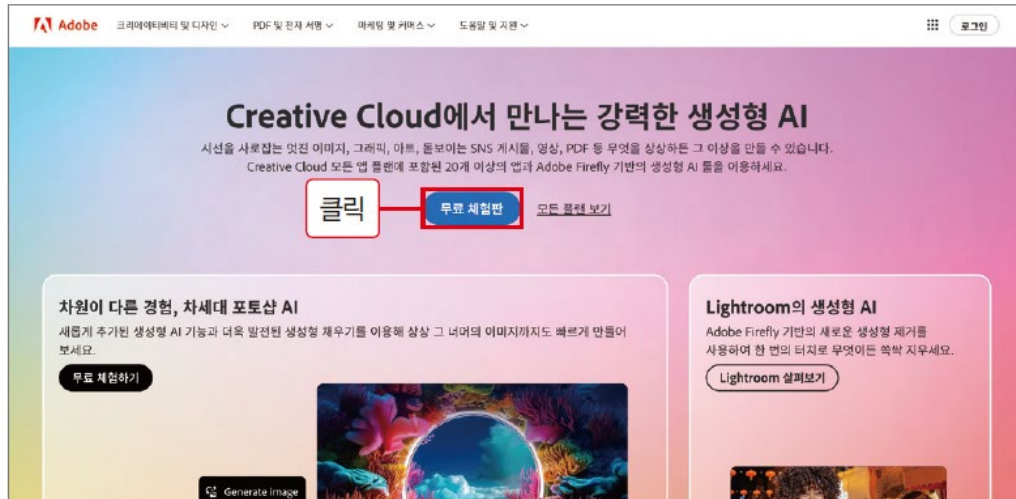 Adobe 크리에이티비티 및 디자인 PDF 및 전자 서명 마케팅 및 커머스 도움말 및 지원 로그인
Creative Cloud에서 만나는 강력한 생성형 AI
시선을 사로잡는 멋진 이미지, 그래픽, 아트, 돋보이는 SNS 게시물, 영상, PDF 등 무엇을 상상하든 그 이상을 만들 수 있습니다.
Creative Cloud 모든 앱 플랜에 포함된 20개 이상의 앱과 Adobe Firefly 기반의 생성형 AI 툴을 이용하세요.
클릭 무료 체험판 모든 플랜 보기
차원이 다른 경험, 차세대 포토샵 AI
새롭게 추가된 생성형 AI 기능과 더욱 발전된 생성형 채우기를 이용해 상상 그 너머의 이미지까지도 빠르게 만들어
보세요.
무료 체험하기
Generate image
Lightroom의 생성형 AI
Adobe Firefly 기반의 새로운 생성형 제거를
사용하여 한 번의 터치로 무엇이든 쓱싹 지우세요.
Lightroom 살펴보기